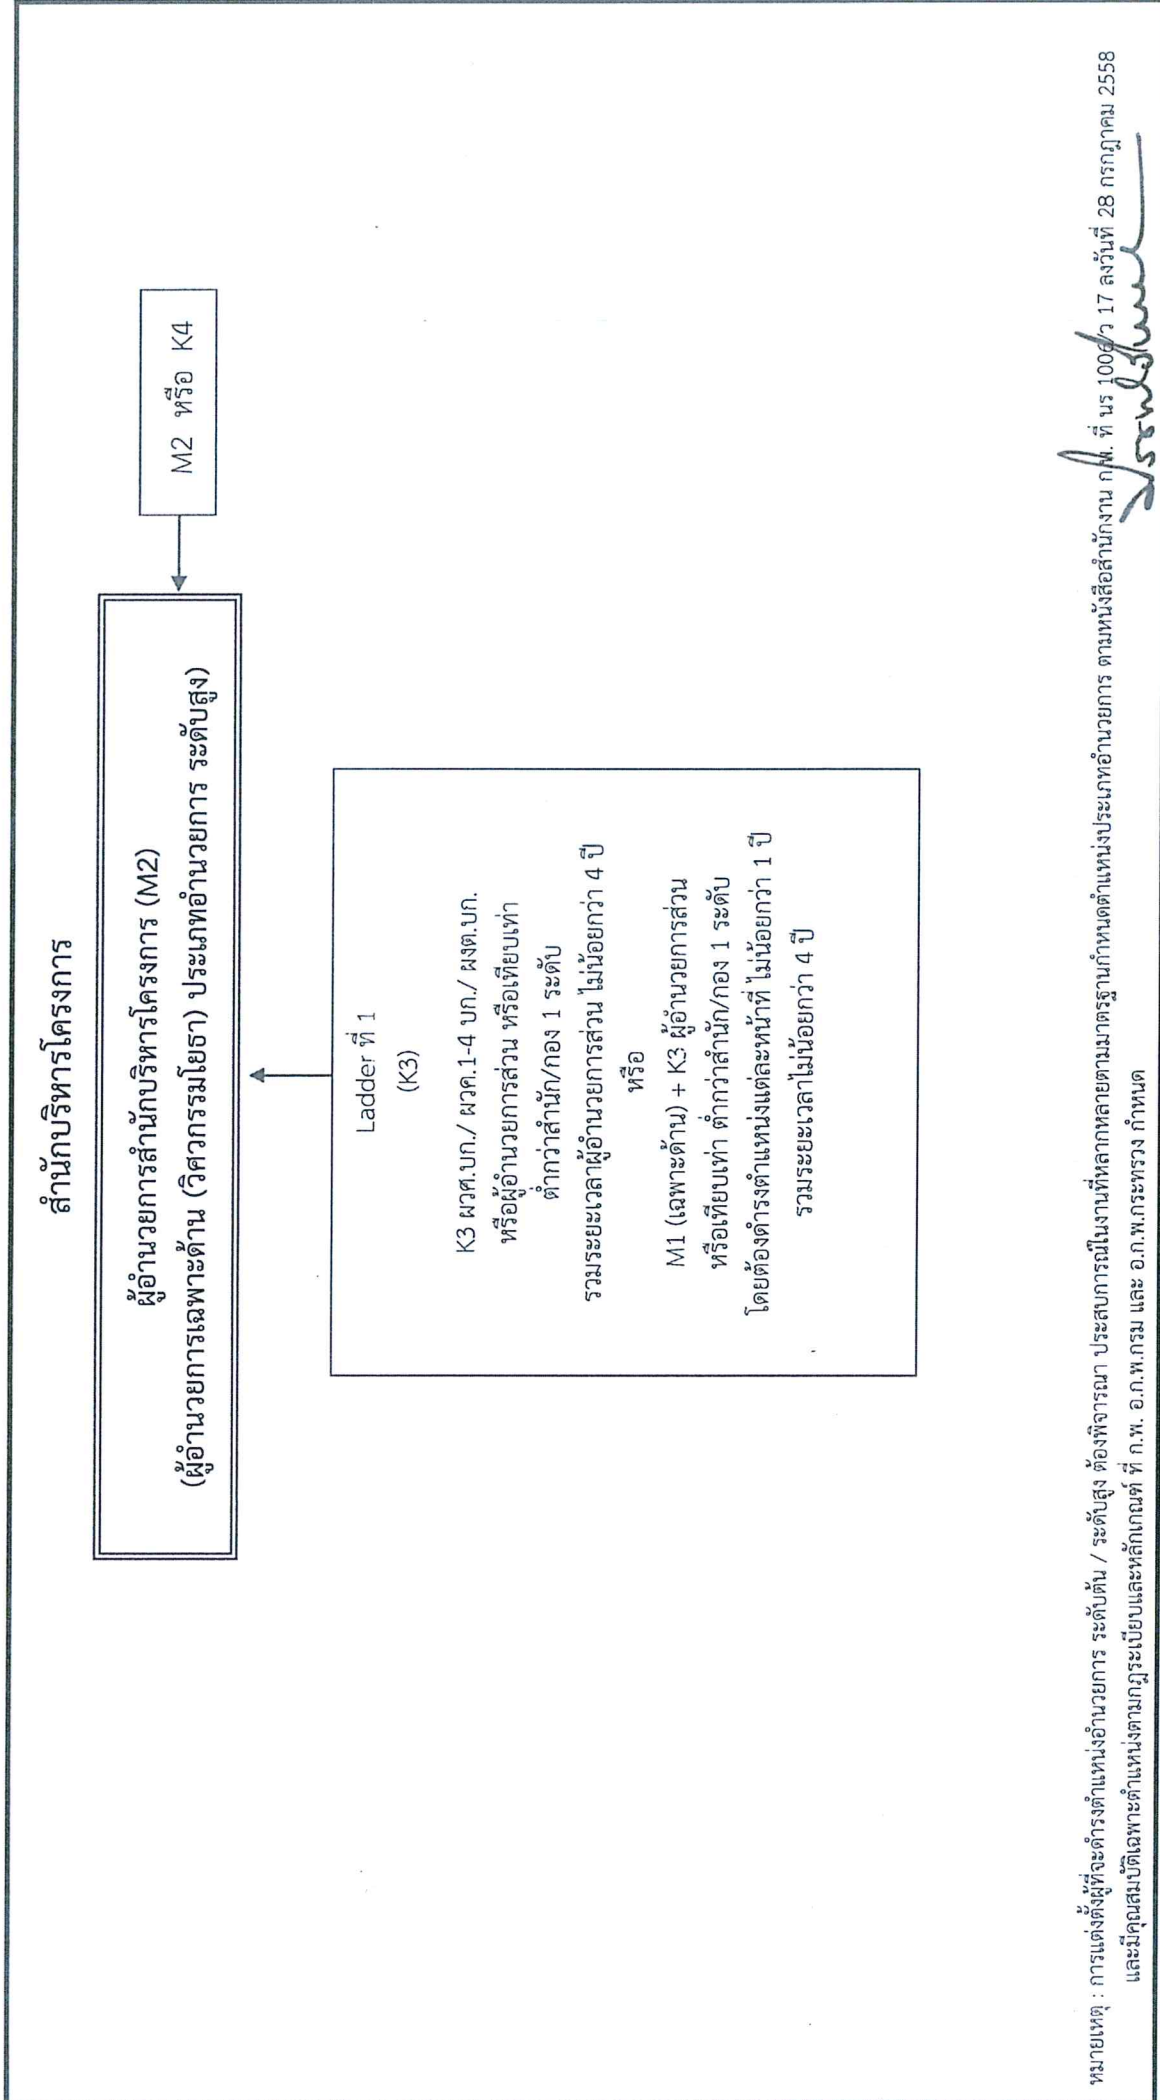 สำนักบริหารโครงการ
ผู้อำนวยการสำนักบริหารโครงการ (M2)
(ผู้อำนวยการเฉพาะด้าน (วิศวกรรมโยธา) ประเภทอำนวยการ ระดับสูง)
M2 หรือ K4
Ladder ที่ 1
(K3)
K3 ผวศ.บก./ ผวค.1-4 บก./ ผงต.บก.
หรือผู้อำนวยการส่วน หรือเทียบเท่า
ต่ำกว่าสำนัก/กอง 1 ระดับ
รวมระยะเวลาผู้อำนวยการส่วน ไม่น้อยกว่า 4 ปี
หรือ
M1 (เฉพาะด้าน) + K3 ผู้อำนวยการส่วน
หรือเทียบเท่า ต่ำกว่าสำนัก/กอง 1 ระดับ
โดยต้องดำรงตำแหน่งแต่ละหน้าที่ ไม่น้อยกว่า 1 ปี
รวมระยะเวลาไม่น้อยกว่า 4 ปี
หมายเหตุ : การแต่งตั้งผู้ที่จะดำรงตำแหน่งอำนวยการ ระดับต้น / ระดับสูง ต้องพิจารณา ประสบการณ์ในงานที่หลากหลายตามมาตรฐานกำหนดตำแหน่งประเภทอำนวยการ ตามหนังสือสำนักงาน ก.พ. ที่ นร 1006/ว 17 ลงวันที่ 28 กรกฎาคม 2558
และมีคุณสมบัติเฉพาะตำแหน่งตามกฎระเบียบและหลักเกณฑ์ ที่ ก.พ. อ.ก.พ.กรม และ อ.ก.พ.กระทรวง กำหนด